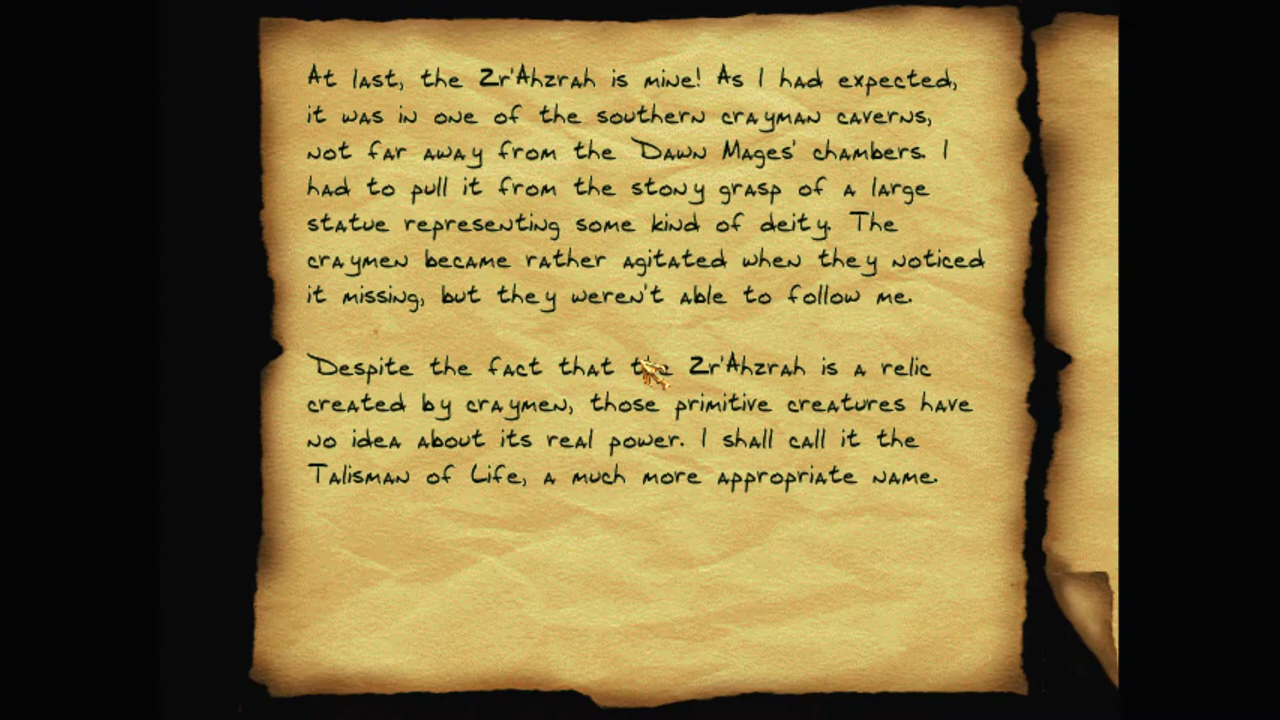 At last, the Zr'Ahzrah is mine! As I had expected,
it was in one of the southern crayman caverns,
not far away from the Dawn Mages' chambers. I
had to pull it from the stony grasp of a large
statue representing some kind of deity. The
craymen became rather agitated when they noticed
it missing, but they weren't able to follow me.
Despite the fact that the Zr'Ahzrah is a relic
created by craymen, those primitive creatures have
no idea about its real power. I shall call it the
Talisman of Life, a much more appropriate name.